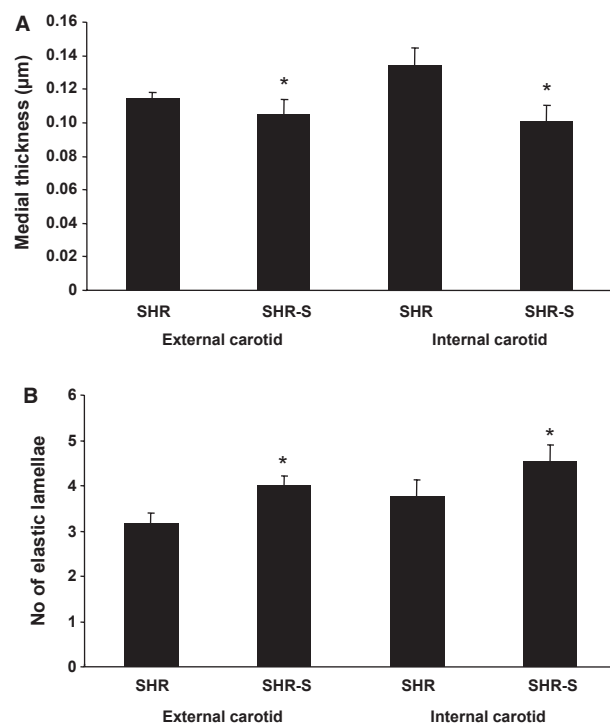 A
Medial thickness (µm)
0.16
0.14
0.12
0.10
0.08
0.06
0.04
0.02
0
*
*
SHR SHR-S SHR SHR-S
External carotid Internal carotid
B
No of elastic lamellae
6
5
4
3
2
1
0
*
*
SHR SHR-S SHR SHR-S
External carotid Internal carotid